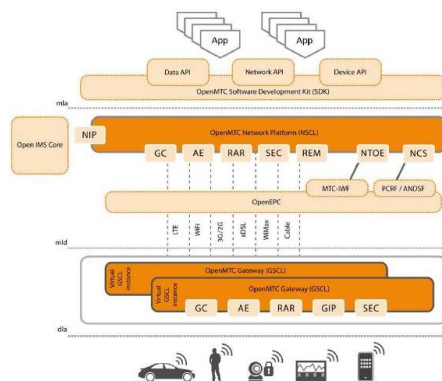 App
App
Data API
Network API
Device API
OpenMTC Software Development Kit (SDK)
mIa
Open IMS Core
NIP
OpenMTC Network Platform (NSCL)
GC
AE
RAR
SEC
REM
NTOE
NCS
MTC-IWF
PCRF / ANDSF
OpenEPC
LTE
WiFi
3G/2G
xDSL
WiMax
Cable
mId
Virtual GSCL instance
OpenMTC Gateway (GSCL)
Virtual GSCL instance
OpenMTC Gateway (GSCL)
GC
AE
RAR
GIP
SEC
dIa